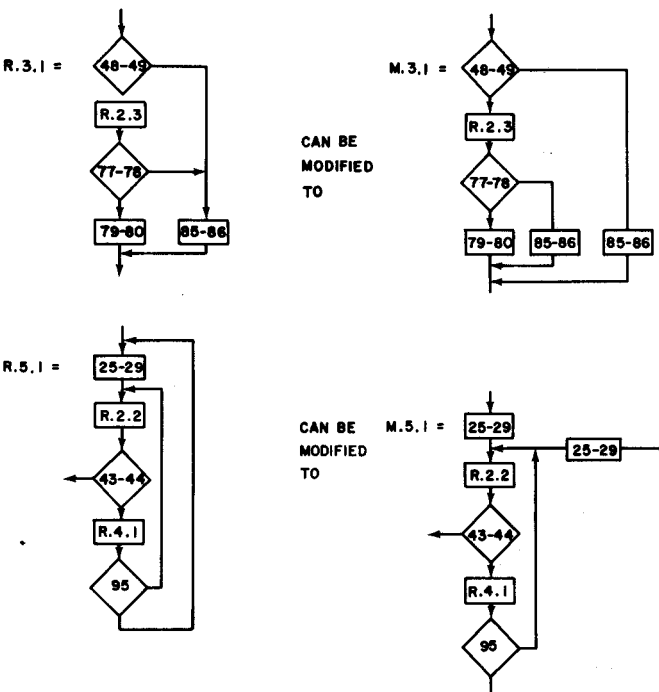 R.3.1 =
48-49
R.2.3
77-78
79-80
85-86
CAN BE
MODIFIED
TO
M.3.1 =
48-49
R.2.3
77-78
79-80
85-86
85-86
R.5.1 =
25-29
R.2.2
43-44
R.4.1
95
CAN BE
MODIFIED
TO
M.5.1 =
25-29
25-29
R.2.2
43-44
R.4.1
95